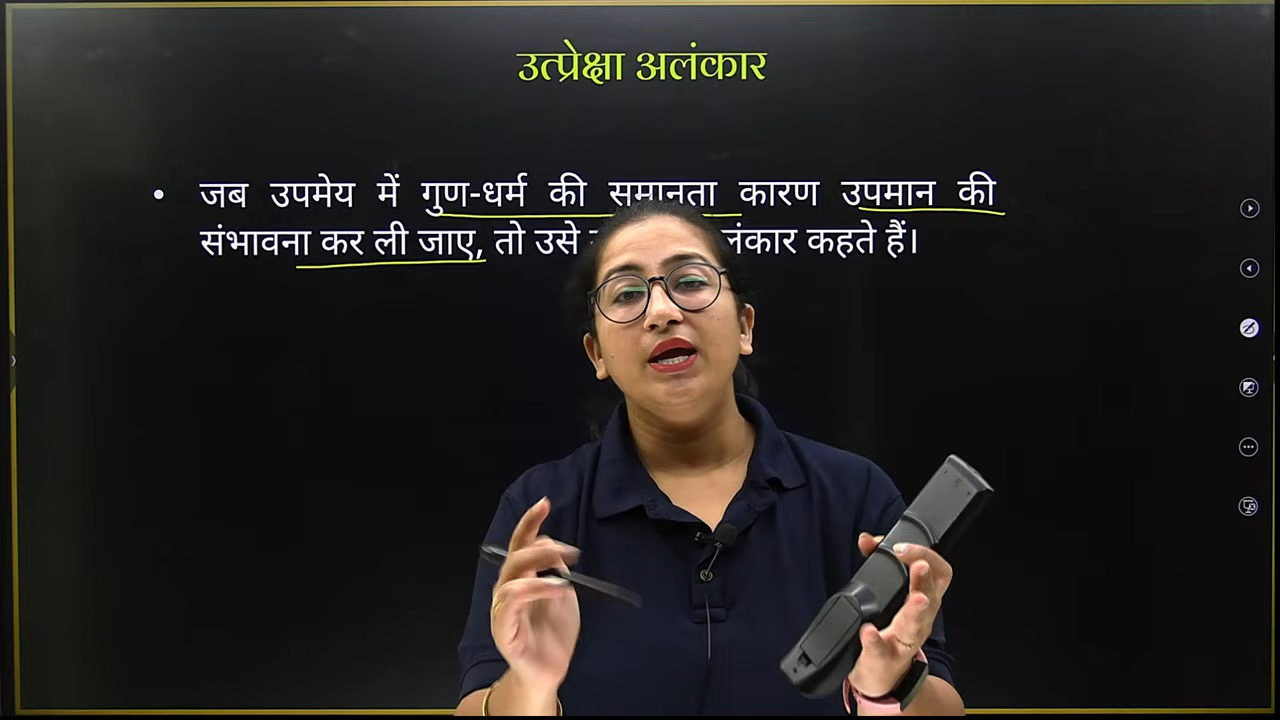 उत्प्रेक्षा अलंकार
• जब उपमेय में गुण-धर्म की समानता कारण उपमान की
संभावना कर ली जाए, तो उसे लंकार कहते हैं।